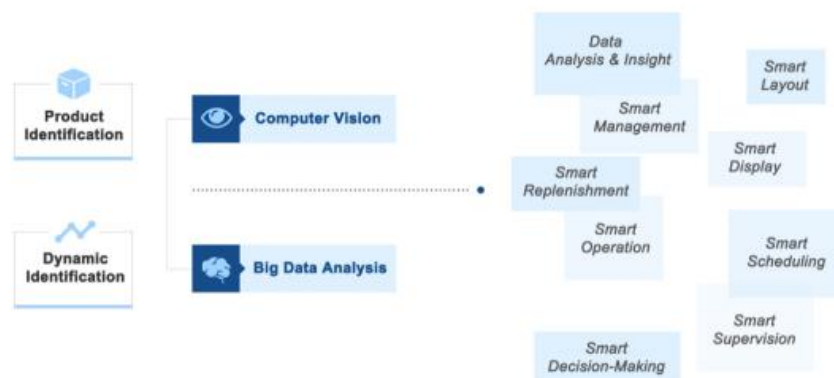 Product
Identification
Dynamic
Identification
Computer Vision
Big Data Analysis
Data
Analysis & Insight
Smart
Layout
Smart
Management
Smart
Display
Smart
Replenishment
Smart
Operation
Smart
Scheduling
Smart
Supervision
Smart
Decision-Making